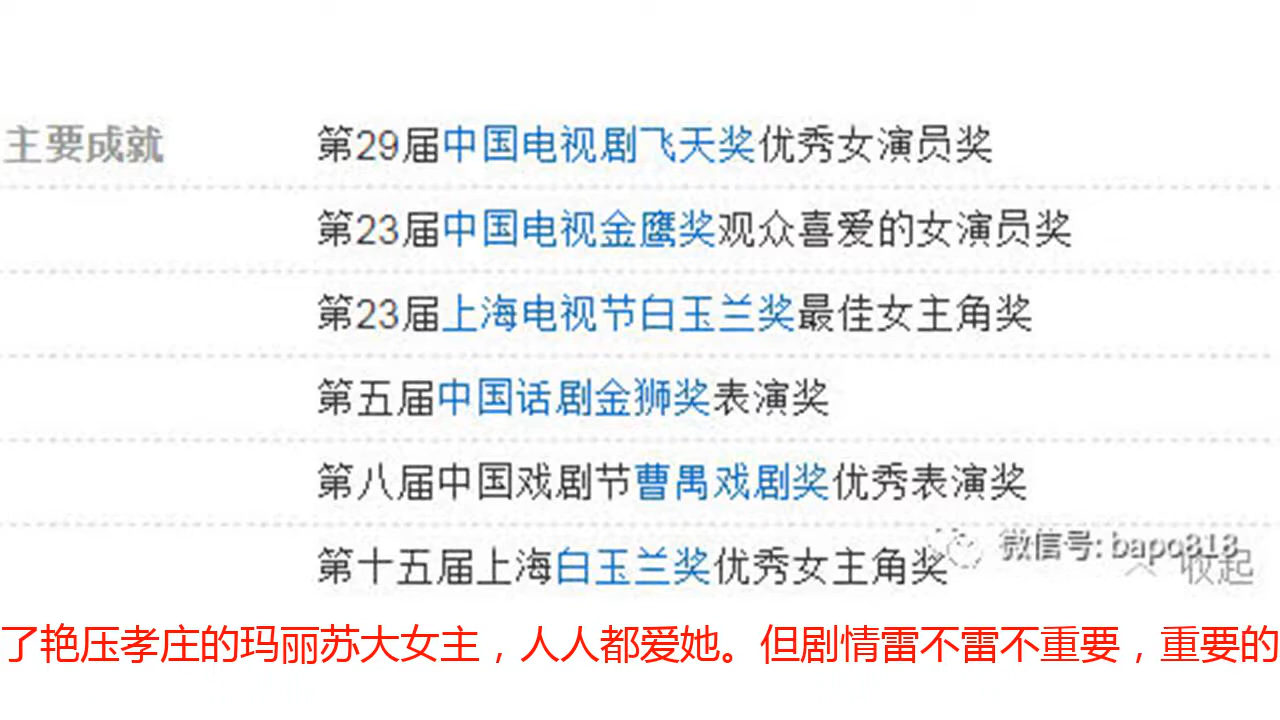 主要成就
第29届中国电视剧飞天奖优秀女演员奖
第23届中国电视金鹰奖观众喜爱的女演员奖
第23届上海电视节白玉兰奖最佳女主角奖
第五届中国话剧金狮奖表演奖
第八届中国戏剧节曹禺戏剧奖优秀表演奖
第十五届上海白玉兰奖优秀女主角奖
微信号: bapo818
收起
了艳压孝庄的玛丽苏大女主，人人都爱她。但剧情雷不雷不重要，重要的